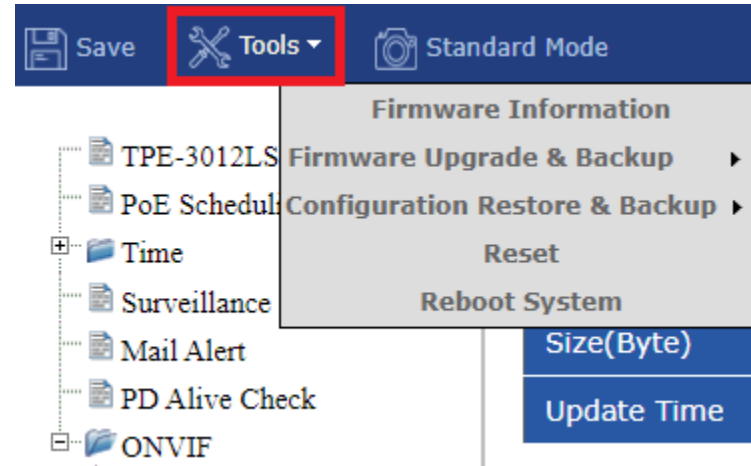 Save Tools Standard Mode
Firmware Information
TPE-3012LS Firmware Upgrade & Backup
PoE Configuration Restore & Backup
Time Reset
Surveillance Reboot System
Mail Alert Size(Byte)
PD Alive Check Update Time
ONVIF